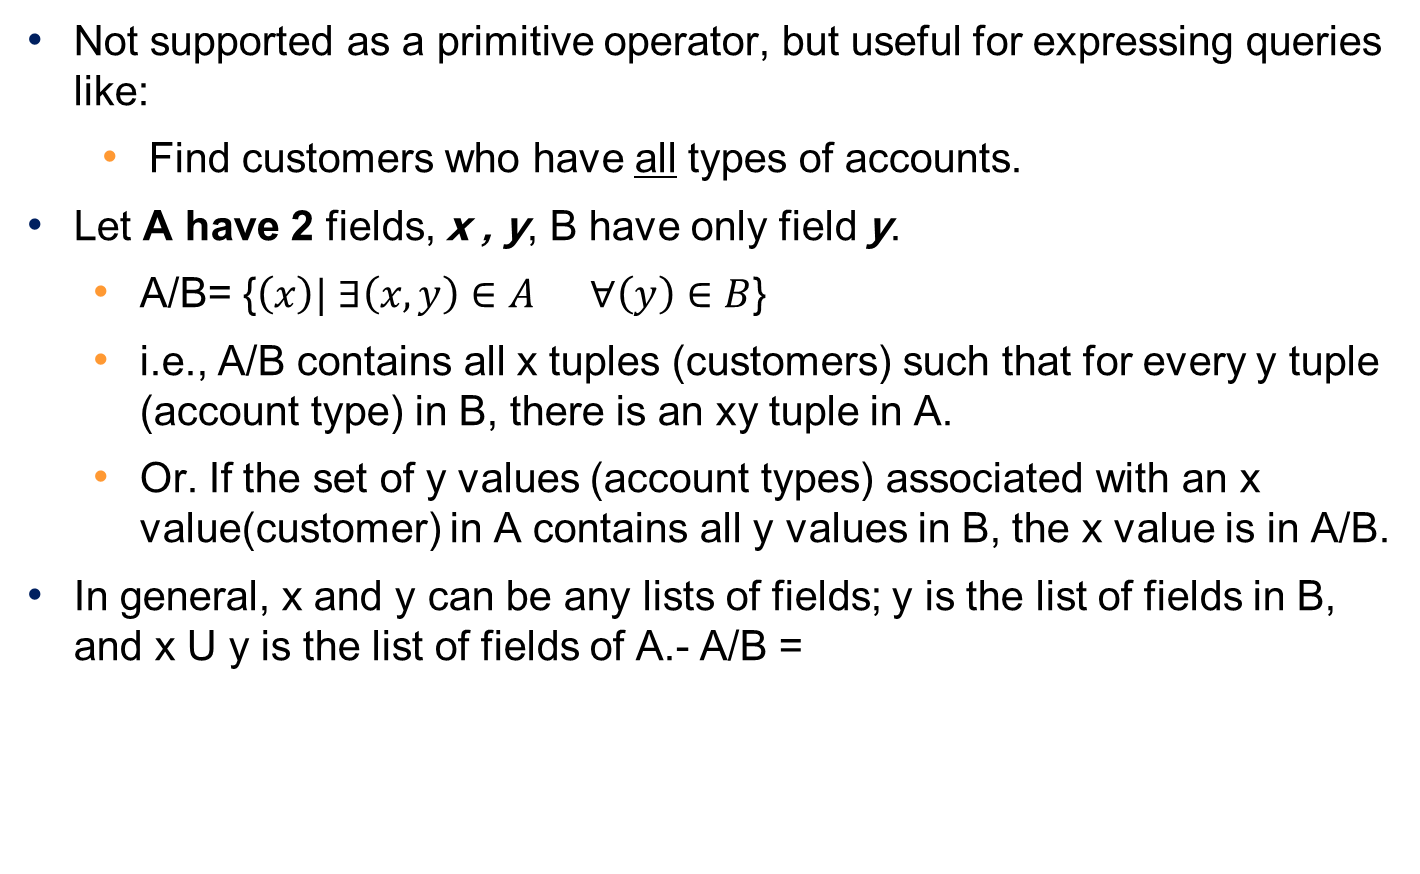 • Not supported as a primitive operator, but useful for expressing queries
like:
• Find customers who have all types of accounts.
• Let A have 2 fields, x , y, B have only field y.
• A/B= {(x)| ∃(x, y) ∈ A ∀(y) ∈ B}
• i.e., A/B contains all x tuples (customers) such that for every y tuple
(account type) in B, there is an xy tuple in A.
• Or. If the set of y values (account types) associated with an x
value(customer) in A contains all y values in B, the x value is in A/B.
• In general, x and y can be any lists of fields; y is the list of fields in B,
and x U y is the list of fields of A.- A/B =